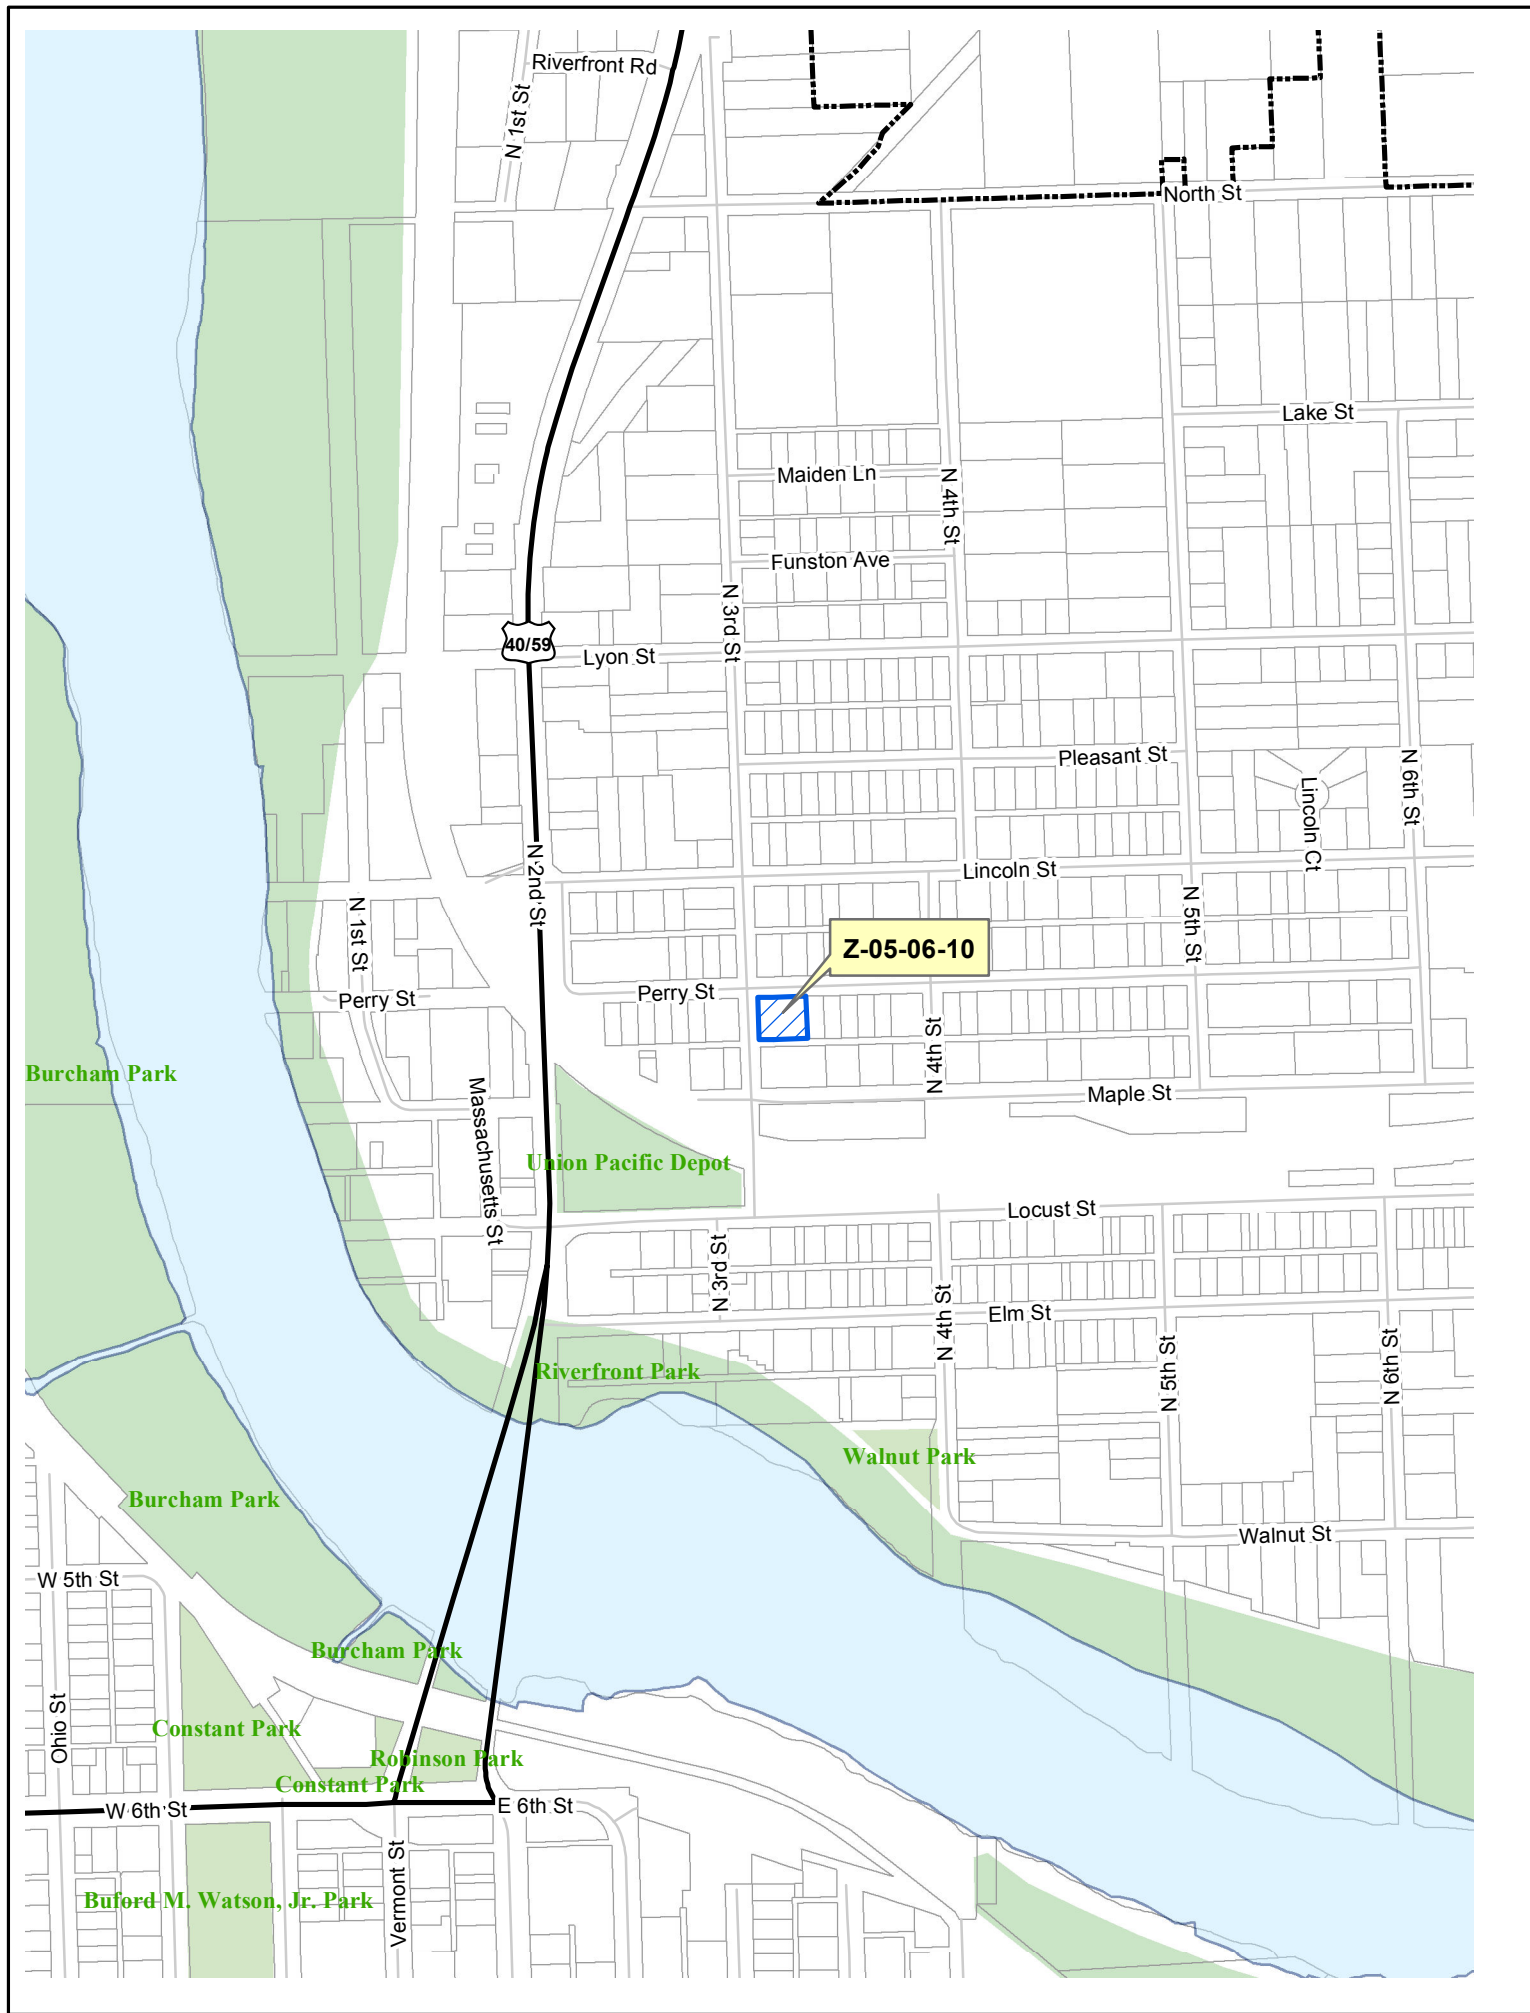 Riverfront Rd
N 1st St
North St
Lake St
Maiden Ln
N 4th St
Funston Ave
N 3rd St
40/59
Lyon St
Pleasant St
N 6th St
Lincoln Ct
N 2nd St
Lincoln St
N 5th St
N 1st St
Z-05-06-10
Perry St
Perry St
N 4th St
Burcham Park
Maple St
Massachusetts St
Union Pacific Depot
Locust St
N 3rd St
N 4th St
Elm St
N 5th St
N 6th St
Riverfront Park
Walnut Park
Burcham Park
Walnut St
W 5th St
Burcham Park
Ohio St
Constant Park
Robinson Park
Constant Park
W 6th St
E 6th St
Vermont St
Buford M. Watson, Jr. Park